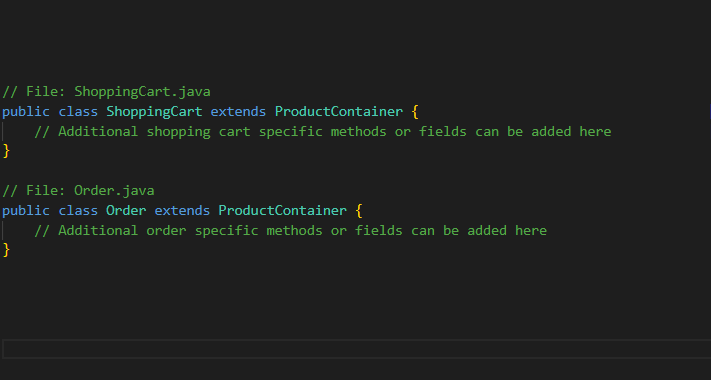 // File: ShoppingCart.java
public class ShoppingCart extends ProductContainer {
    // Additional shopping cart specific methods or fields can be added here
}
// File: Order.java
public class Order extends ProductContainer {
    // Additional order specific methods or fields can be added here
}